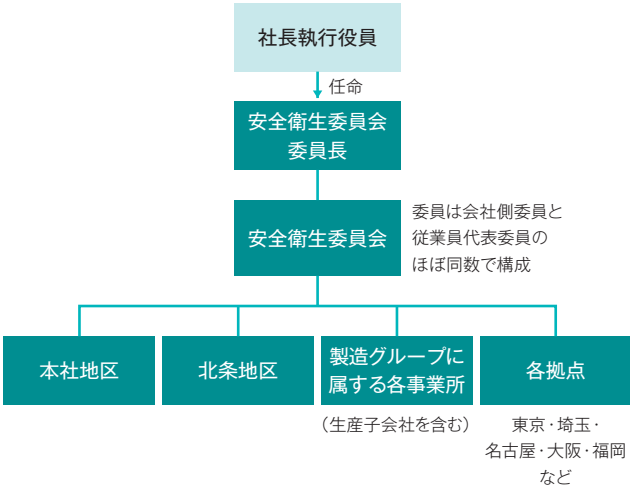 社長執行役員
任命
安全衛生委員会
委員長
安全衛生委員会
委員は会社側委員と
従業員代表委員の
ほぼ同数で構成
本社地区
北条地区
製造グループに
属する各事業所
（生産子会社を含む）
各拠点
東京・埼玉・
名古屋・大阪・福岡
など